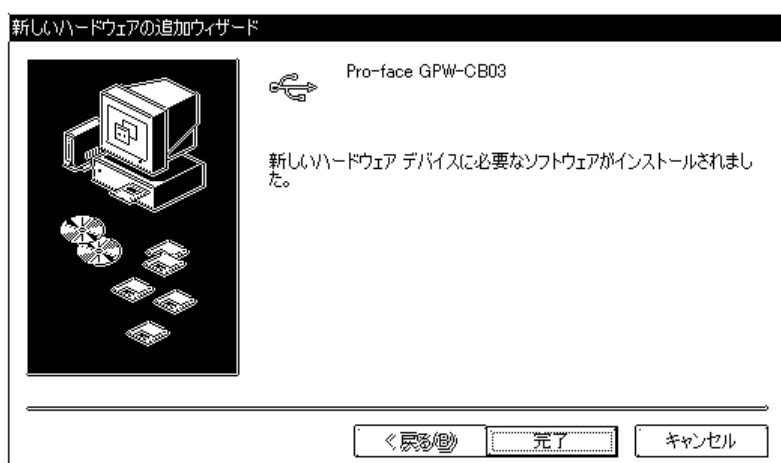 新しいハードウェアの追加ウィザード
Pro-face GPW-CB03
新しいハードウェア デバイスに必要なソフトウェアがインストールされまし
た。
< 戻る(B)
完了
キャンセル